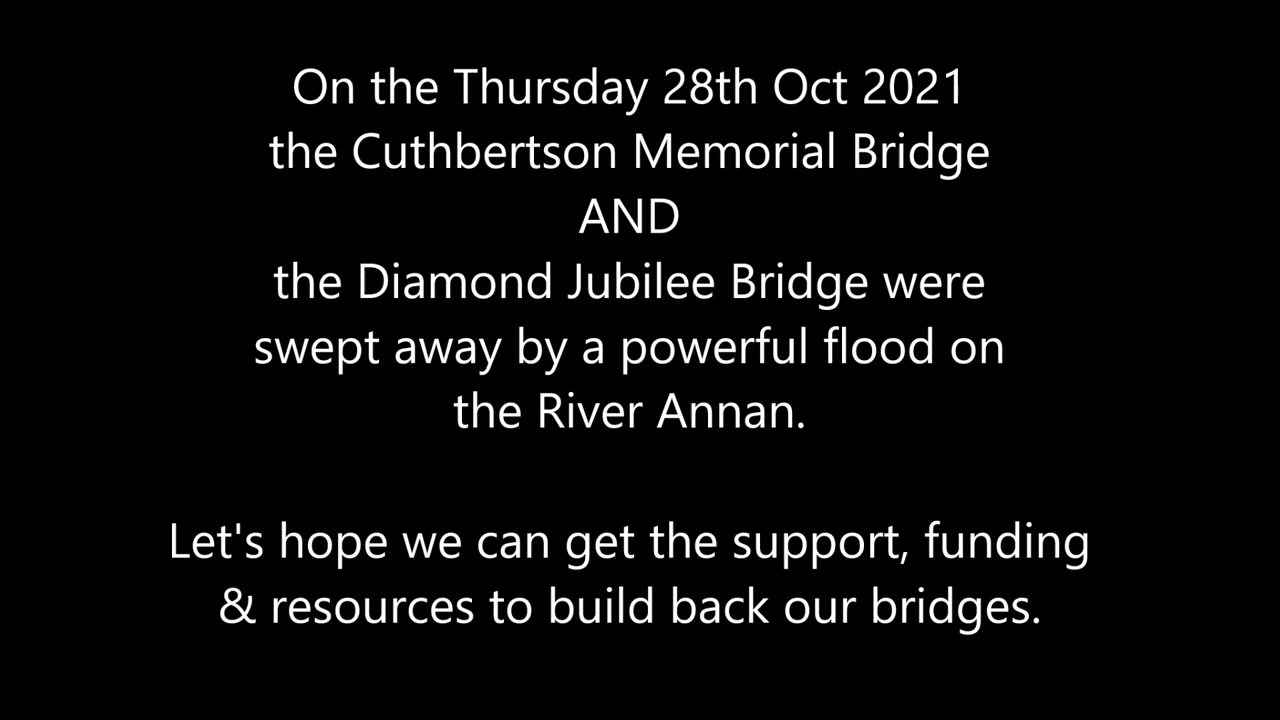 On the Thursday 28th Oct 2021
the Cuthbertson Memorial Bridge
AND
the Diamond Jubilee Bridge were
swept away by a powerful flood on
the River Annan.
Let's hope we can get the support, funding
& resources to build back our bridges.